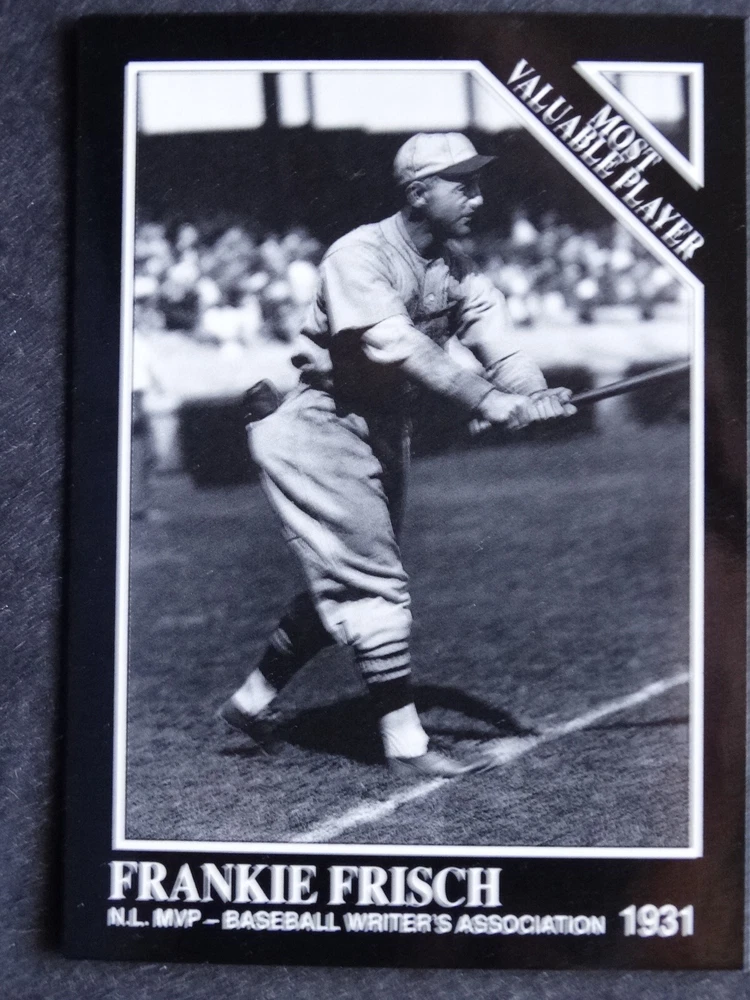 MOST
VALUABLE PLAYER
FRANKIE FRISCH
N.L. MVP – BASEBALL WRITER'S ASSOCIATION 1931